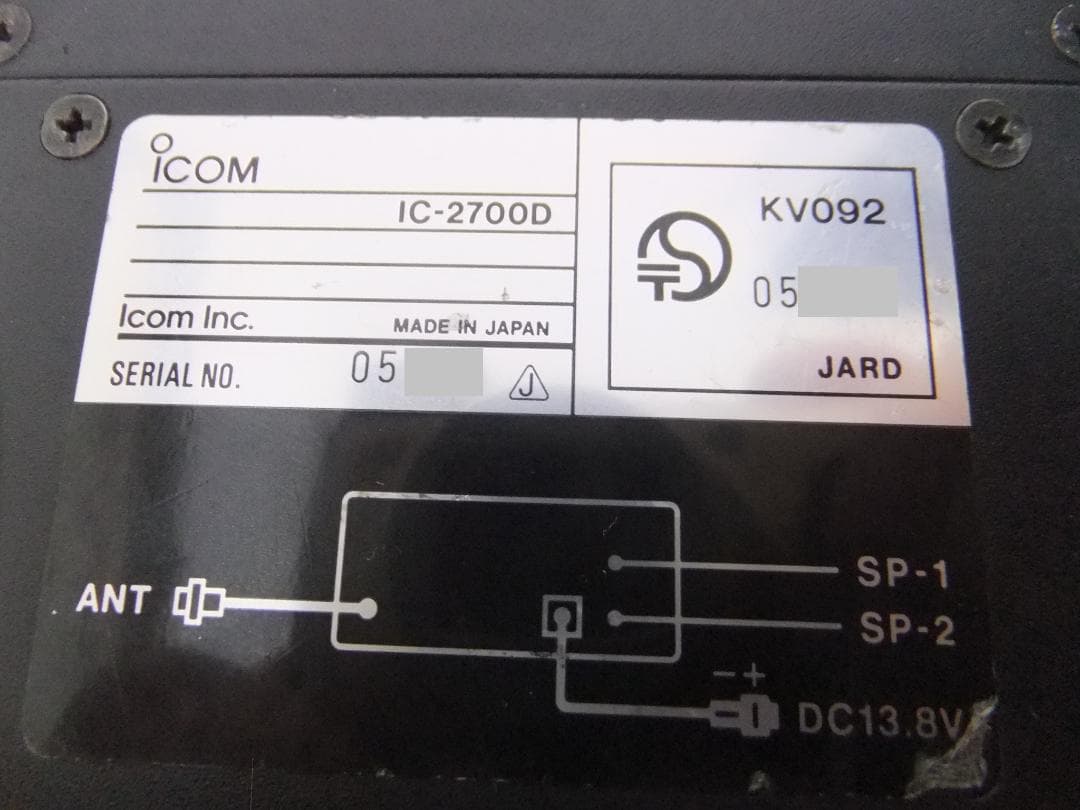 ICOM
IC-2700D
Icom Inc.
MADE IN JAPAN
SERIAL NO. 05
J
KV092
05
JARD
ANT
SP-1
SP-2
- +
DC13.8V